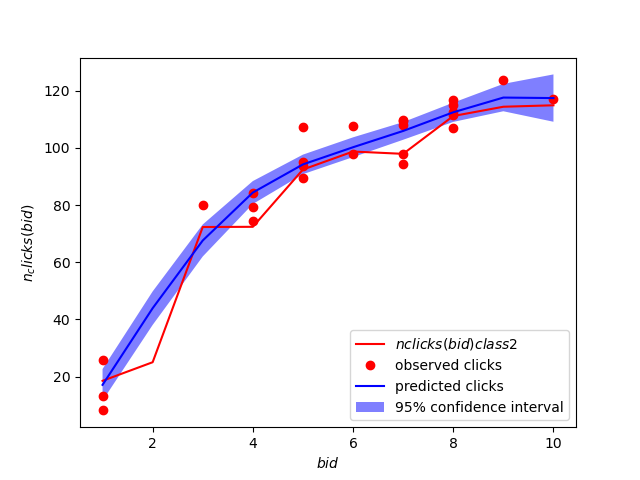 120
100
80
60
40
20
n_clicks(bid)
nclicks(bid)class2
observed clicks
predicted clicks
95% confidence interval
2
4
6
8
10
bid